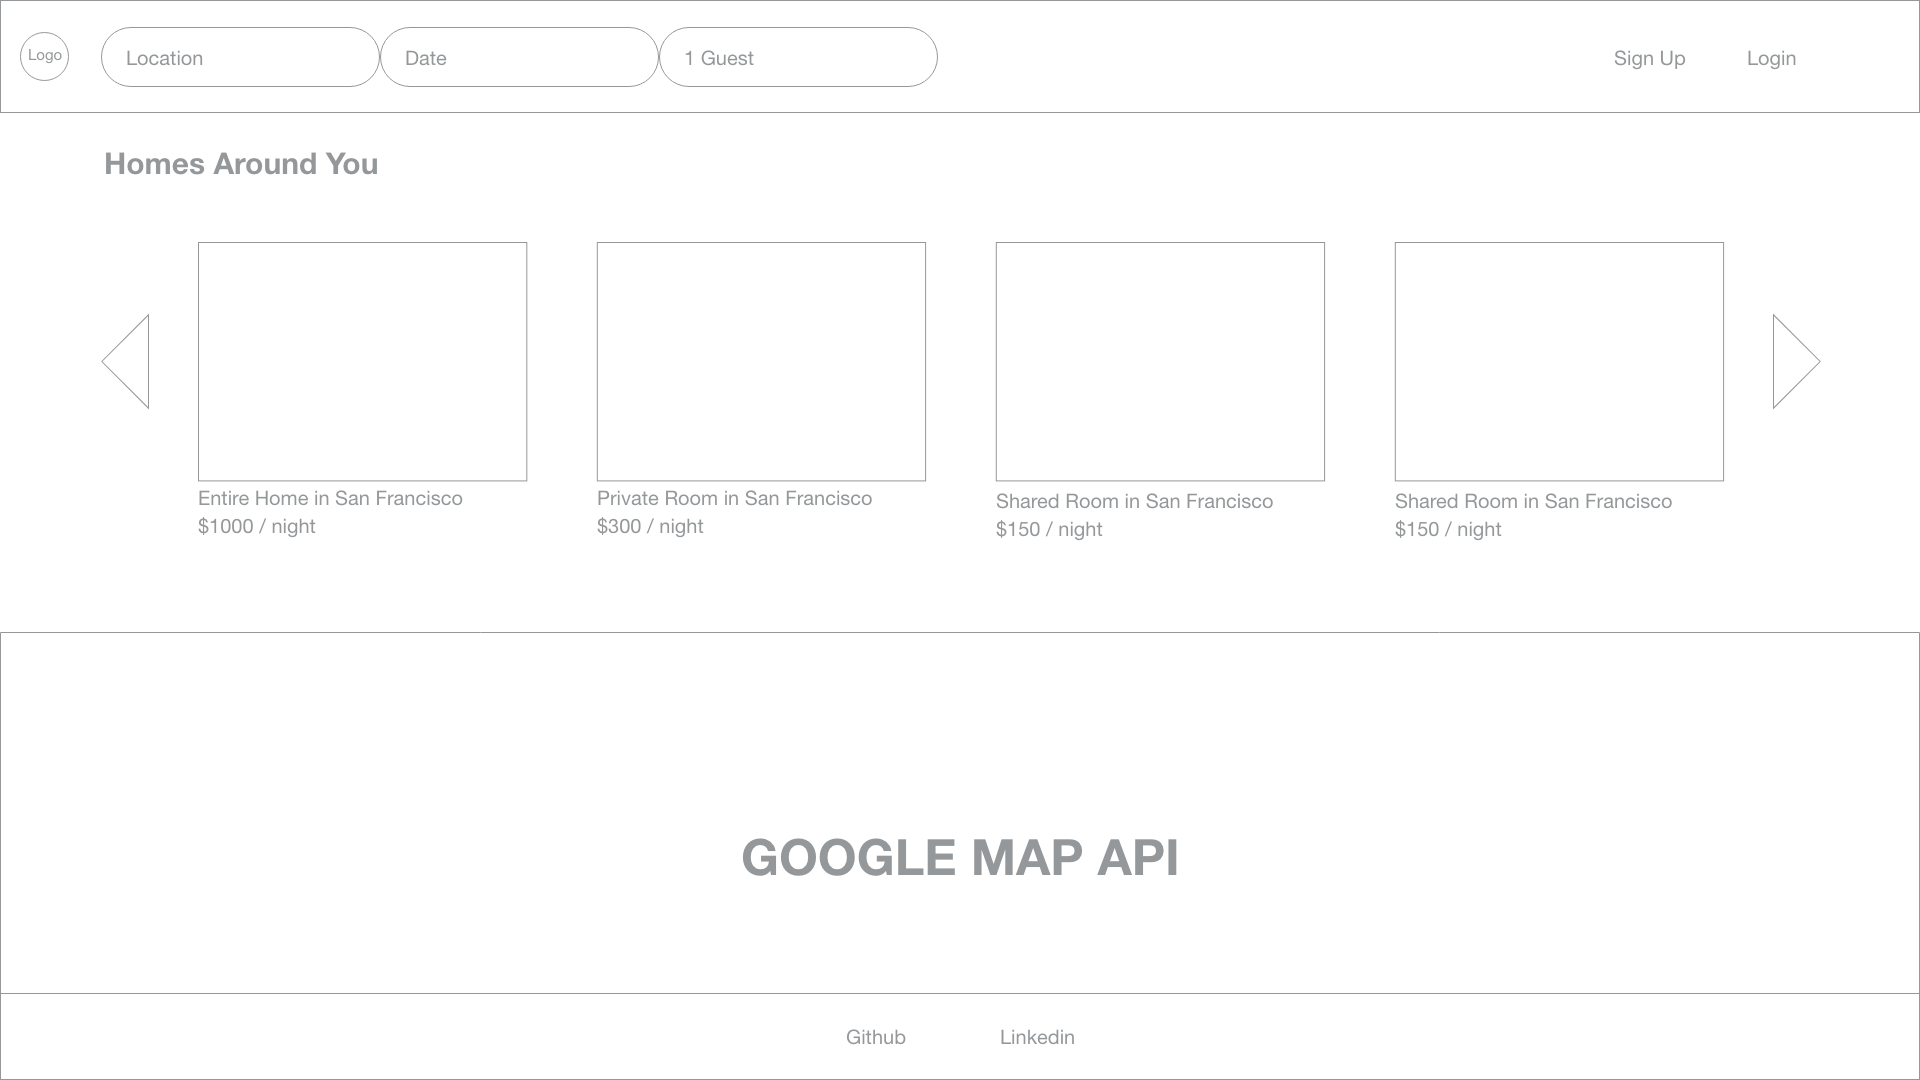 Logo
Location
Date
1 Guest
Sign Up
Login
Homes Around You
Entire Home in San Francisco
$1000 / night
Private Room in San Francisco
$300 / night
Shared Room in San Francisco
$150 / night
Shared Room in San Francisco
$150 / night
GOOGLE MAP API
Github
Linkedin